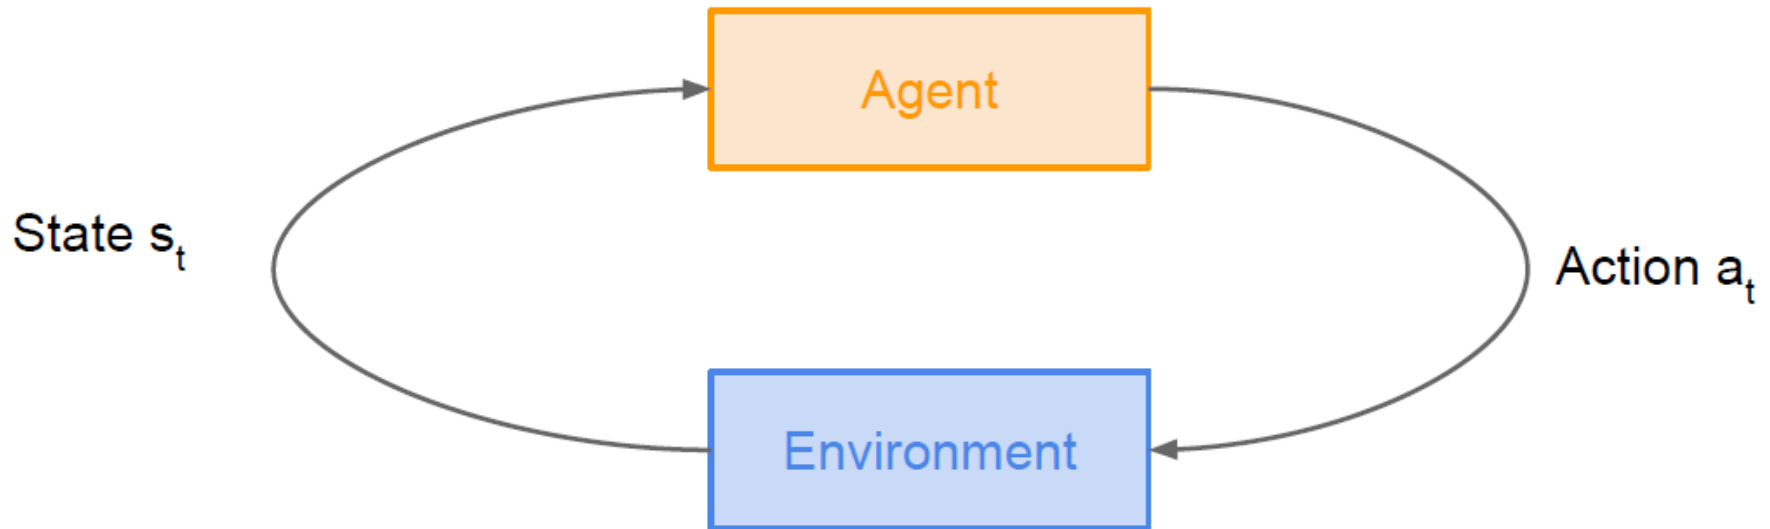 Agent
State sₜ
Action aₜ
Environment